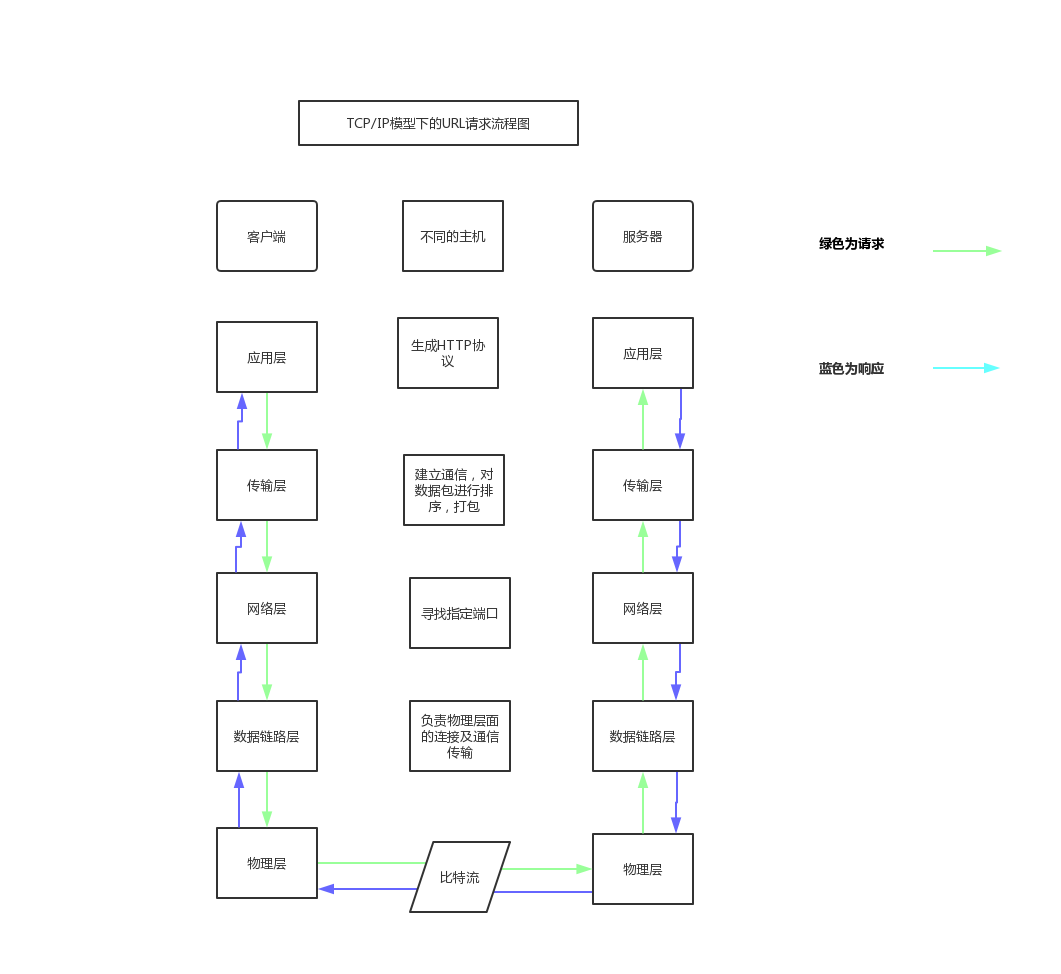 TCP/IP模型下的URL请求流程图
客户端
不同的主机
服务器
绿色为请求
应用层
生成HTTP协
议
应用层
蓝色为响应
传输层
建立通信，对
数据包进行排
序，打包
传输层
网络层
寻找指定端口
网络层
数据链路层
负责物理层面
的连接及通信
传输
数据链路层
物理层
比特流
物理层